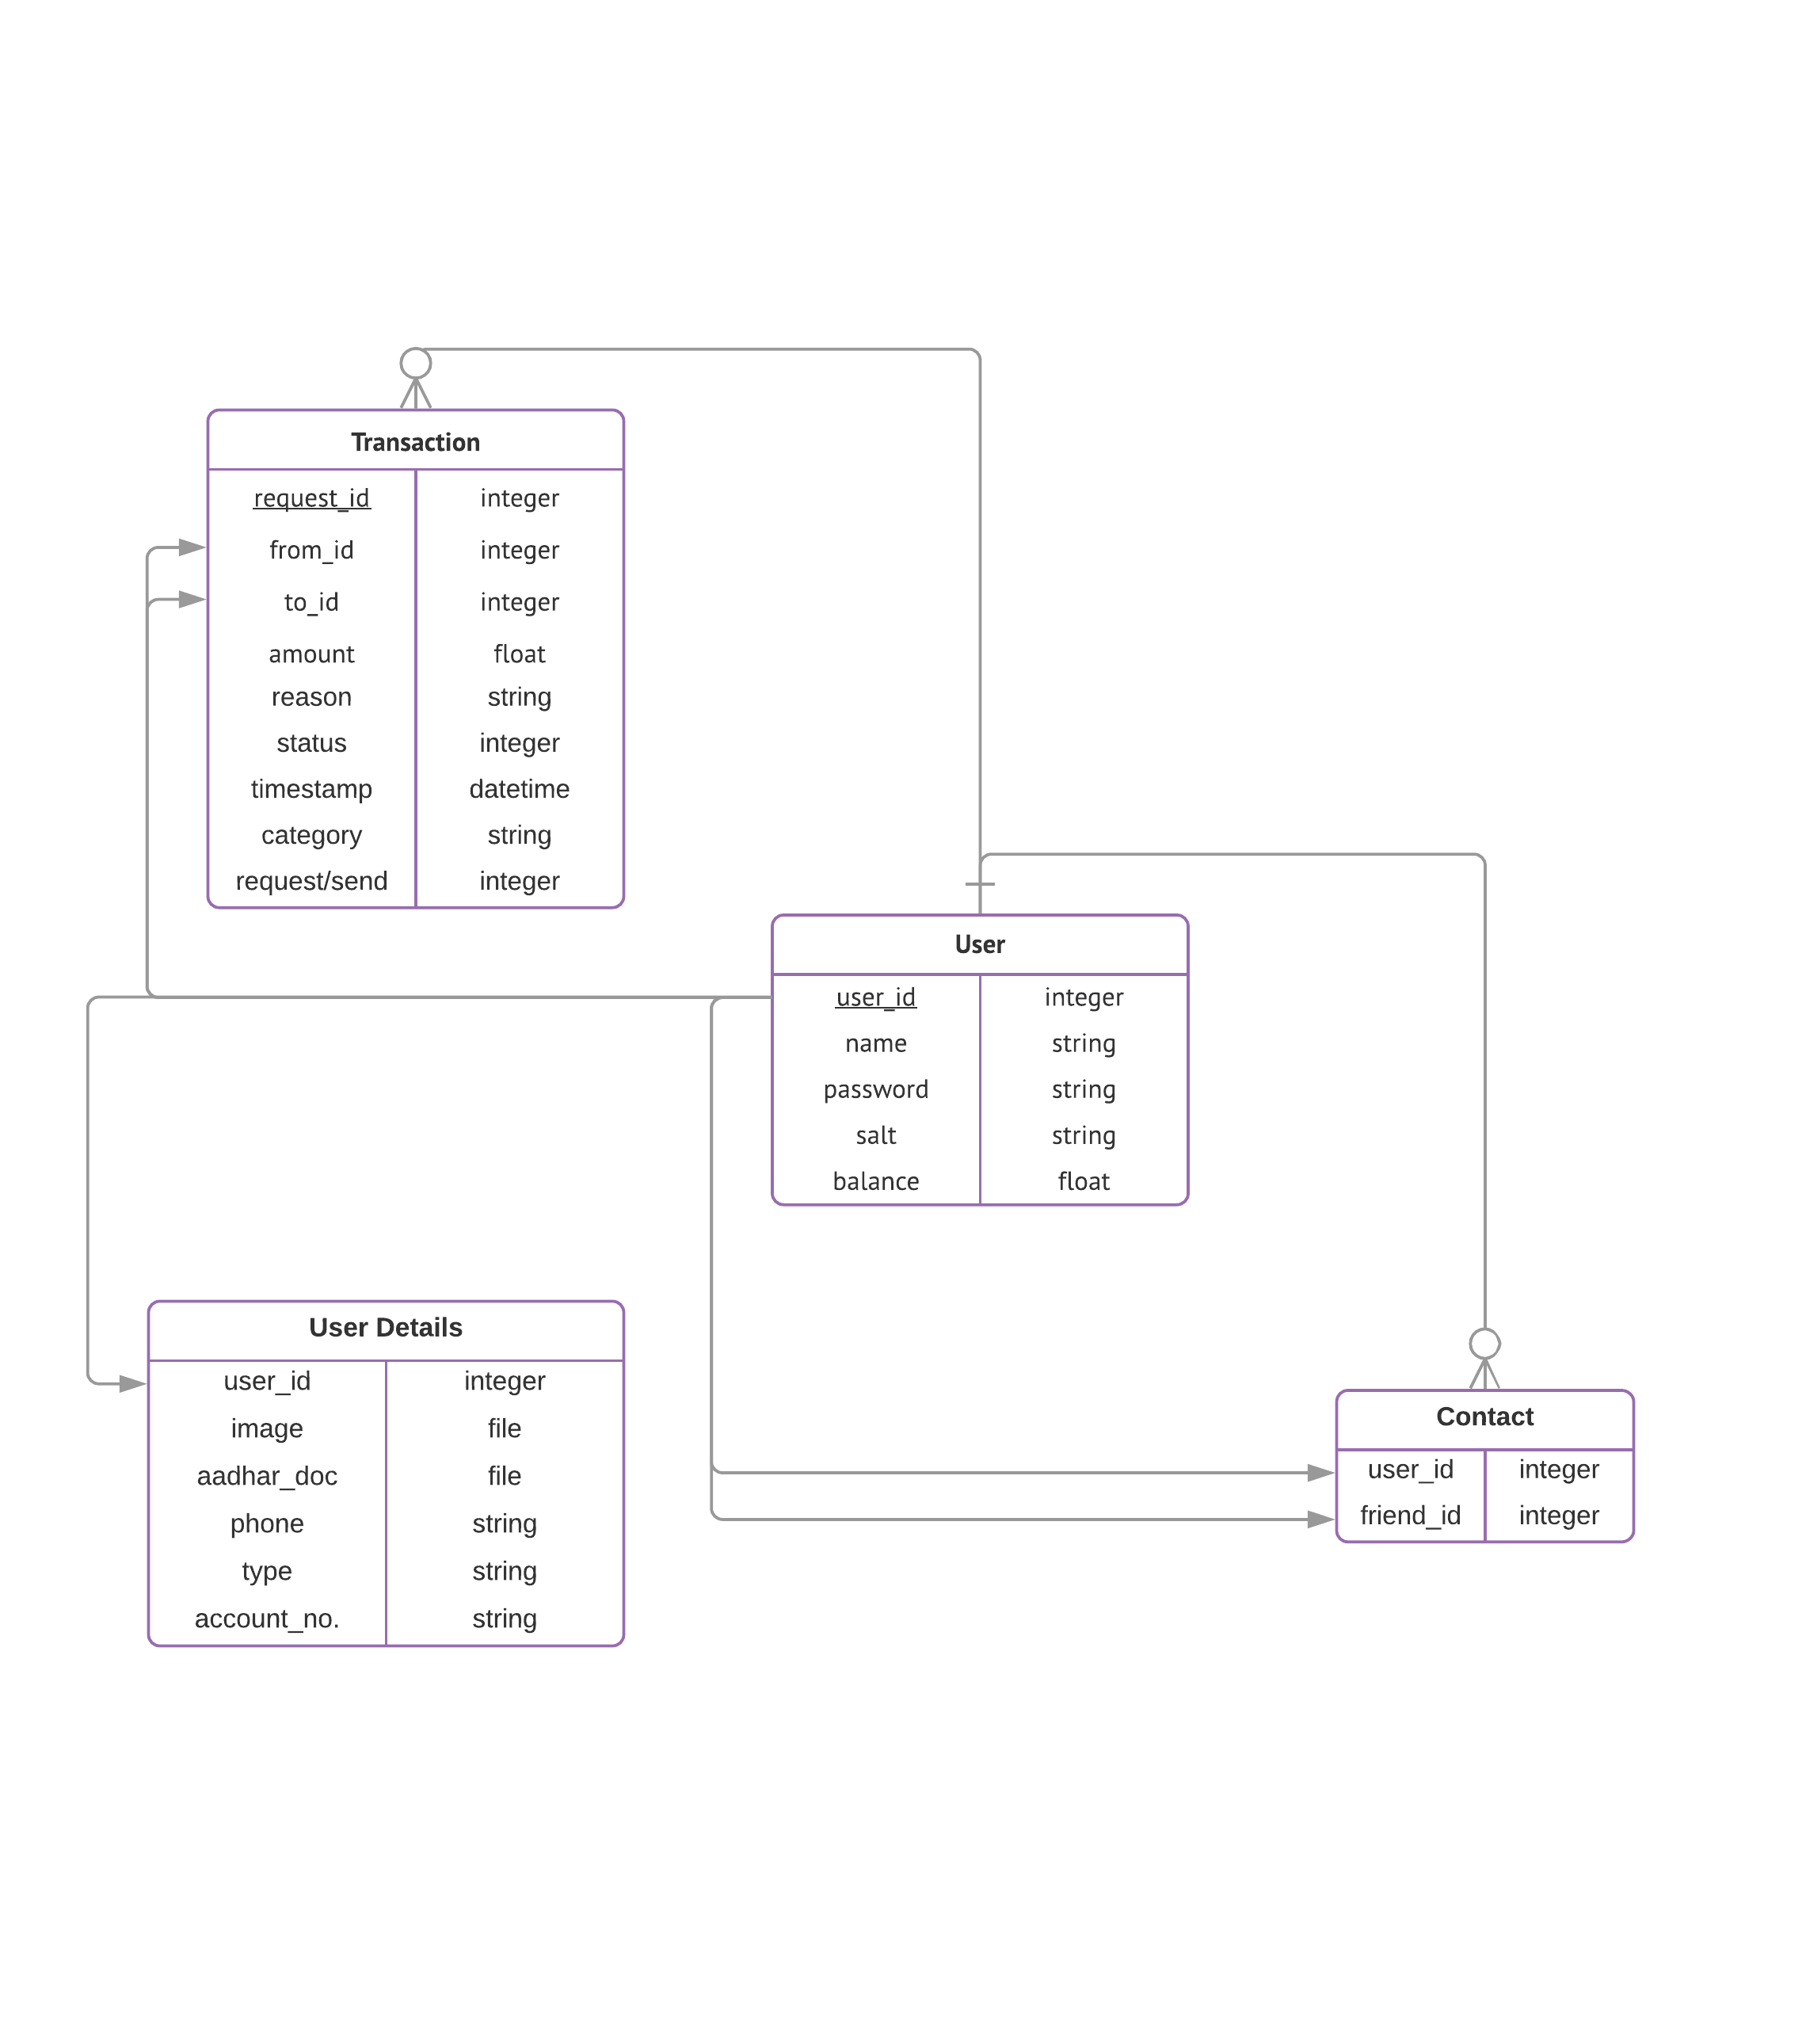 Transaction
request_id integer
from_id integer
to_id integer
amount float
reason string
status integer
timestamp datetime
category string
request/send integer
User
user_id integer
name string
password string
salt string
balance float
User Details
user_id integer
image file
aadhar_doc file
phone string
type string
account_no. string
Contact
user_id integer
friend_id integer